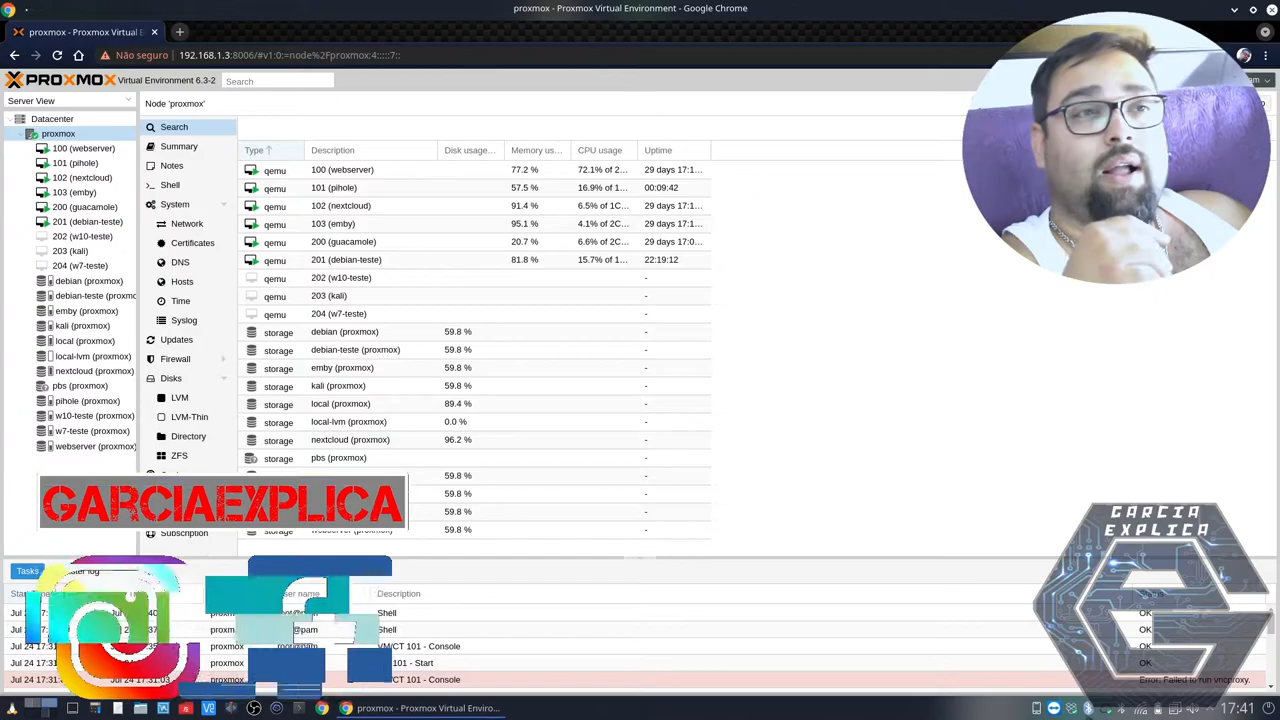 proxmox - Proxmox Virtual Environment - Google Chrome
proxmox - Proxmox Virtual E
Não seguro 192.168.1.3:8006/#v1:0:=node%2Fproxmox:4:::::7::
PROXMOX Virtual Environment 6.3-2 Search
Server View
Datacenter
proxmox
100 (webserver)
101 (pihole)
102 (nextcloud)
103 (emby)
200 (guacamole)
201 (debian-teste)
202 (w10-teste)
203 (kali)
204 (w7-teste)
debian (proxmox)
debian-teste (proxmo
emby (proxmox)
kali (proxmox)
local (proxmox)
local-lvm (proxmox)
nextcloud (proxmox)
pbs (proxmox)
pihole (proxmox)
w10-teste (proxmox)
w7-teste (proxmox)
webserver (proxmox)
Node 'proxmox'
Search
Summary
Notes
Shell
System
Network
Certificates
DNS
Hosts
Time
Syslog
Updates
Firewall
Disks
LVM
LVM-Thin
Directory
ZFS
Subscription
Type Description Disk usage... Memory us... CPU usage Uptime
qemu 100 (webserver) 77.2 % 72.1% of 2... 29 days 17:1...
qemu 101 (pihole) 57.5 % 16.9% of 1... 00:09:42
qemu 102 (nextcloud) 91.4 % 6.5% of 1C... 29 days 17:1...
qemu 103 (emby) 95.1 % 4.1% of 2C... 29 days 17:1...
qemu 200 (guacamole) 20.7 % 6.6% of 2C... 29 days 17:0...
qemu 201 (debian-teste) 81.8 % 15.7% of 1... 22:19:12
qemu 202 (w10-teste) -
qemu 203 (kali) -
qemu 204 (w7-teste) -
storage debian (proxmox) 59.8 % -
storage debian-teste (proxmox) 59.8 % -
storage emby (proxmox) 59.8 % -
storage kali (proxmox) 59.8 % -
storage local (proxmox) 89.4 % -
storage local-lvm (proxmox) 0.0 % -
storage nextcloud (proxmox) 96.2 % -
storage pbs (proxmox) -
59.8 % -
59.8 % -
59.8 % -
59.8 % -
GARCIAEXPLICA
GARCIA
EXPLICA
Tasks
Description
Shell OK
Shell OK
VM/CT 101 - Console OK
101 - Start OK
Jul 24 17:31 proxmox 101 - Console Error: Failed to run vncproxy.
proxmox - Proxmox Enviro...
17:41